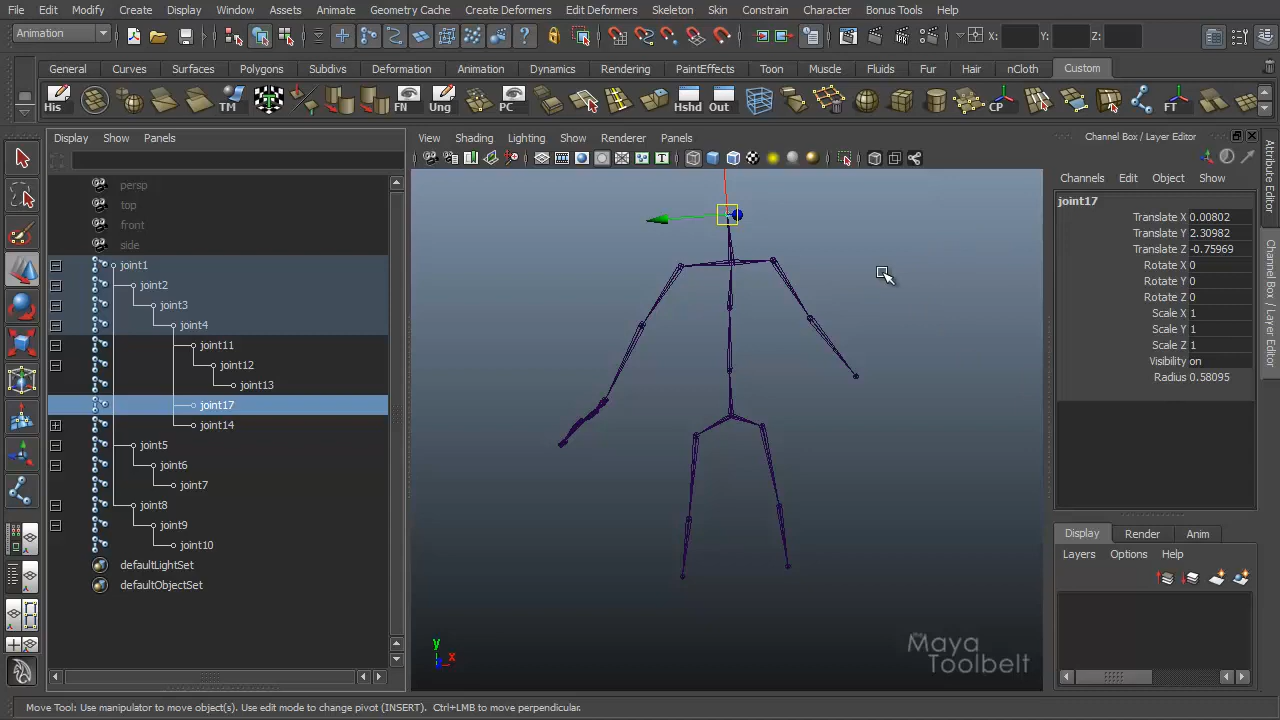 File Edit Modify Create Display Window Assets Animate Geometry Cache Create Deformers Edit Deformers Skeleton Skin Constrain Character Bonus Tools Help
Animation X: Y: Z:
General Curves Surfaces Subdivs Polygons Deformation Animation Dynamics Rendering PaintEffects Toon Muscle Fluids Fur Hair nCloth Custom
His TM FN Ung PC Hshd Out CP FT
Display Show Panels
View Shading Lighting Show Renderer Panels
Channel Box / Layer Editor
Channels Edit Object Show
persp
top
front
side
joint1
joint2
joint3
joint4
joint11
joint12
joint13
joint17
joint14
joint5
joint6
joint7
joint8
joint9
joint10
defaultLightSet
defaultObjectSet
y
x
the Maya
Toolbelt
joint17
Translate X 0.00802
Translate Y 2.30982
Translate Z -0.75969
Rotate X 0
Rotate Y 0
Rotate Z 0
Scale X 1
Scale Y 1
Scale Z 1
Visibility on
Radius 0.58095
Display Render Anim
Layers Options Help
Attribute Editor
Channel Box / Layer Editor
Move Tool: Use manipulator to move object(s). Use edit mode to change pivot (INSERT). Ctrl+LMB to move perpendicular.